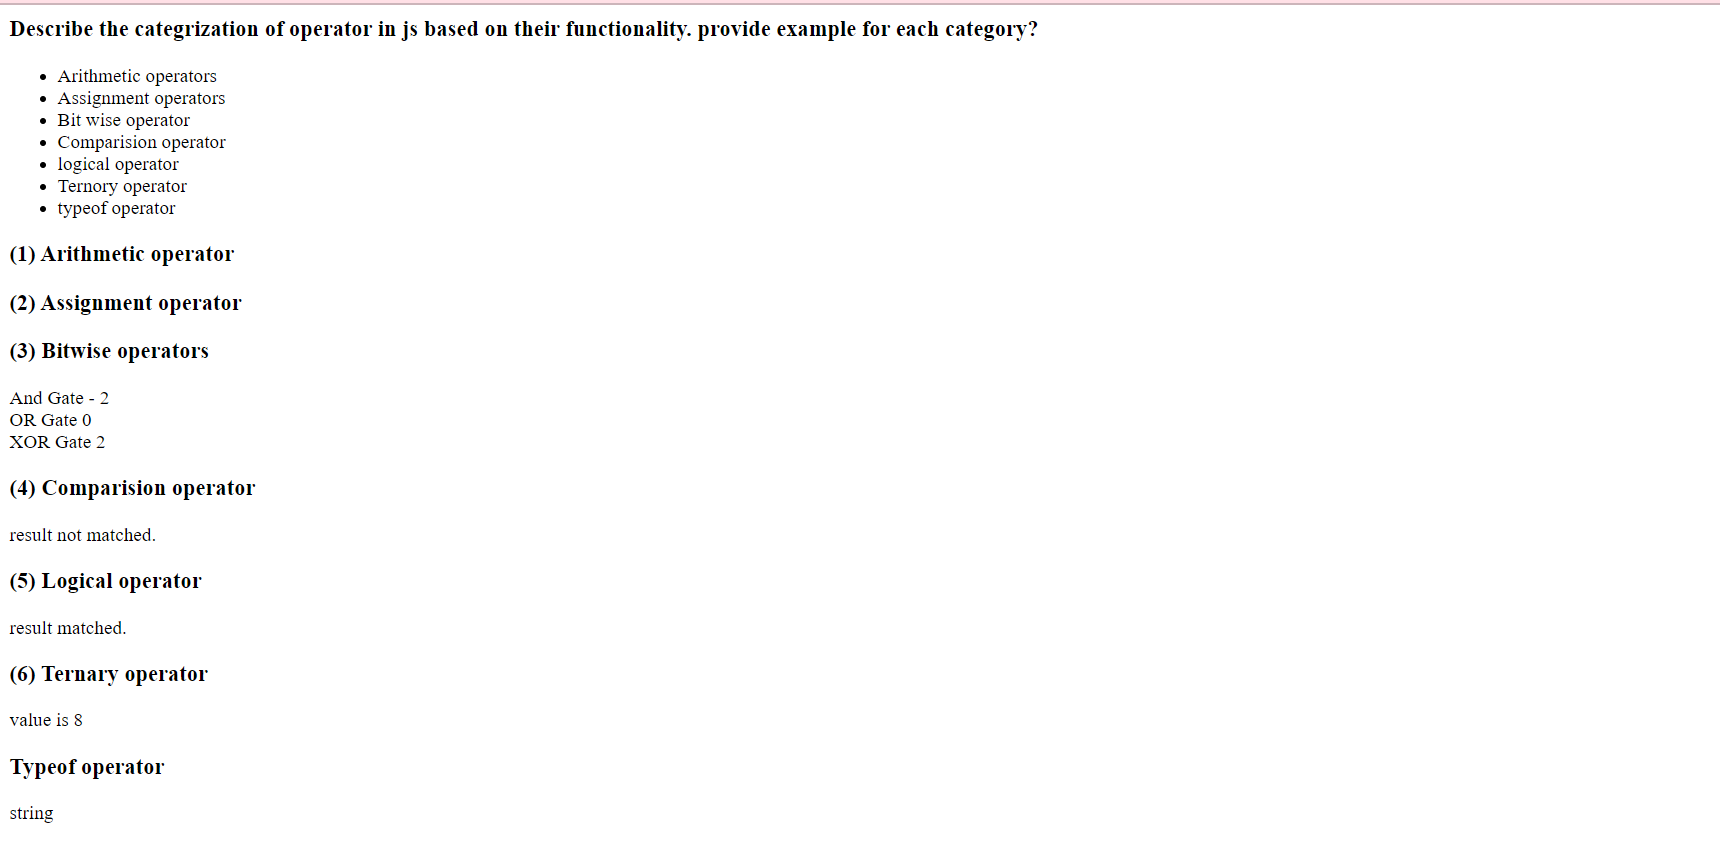 Describe the categrization of operator in js based on their functionality. provide example for each category?
Arithmetic operators
Assignment operators
Bit wise operator
Comparision operator
logical operator
Ternory operator
typeof operator
(1) Arithmetic operator
(2) Assignment operator
(3) Bitwise operators
And Gate - 2
OR Gate 0
XOR Gate 2
(4) Comparision operator
result not matched.
(5) Logical operator
result matched.
(6) Ternary operator
value is 8
Typeof operator
string